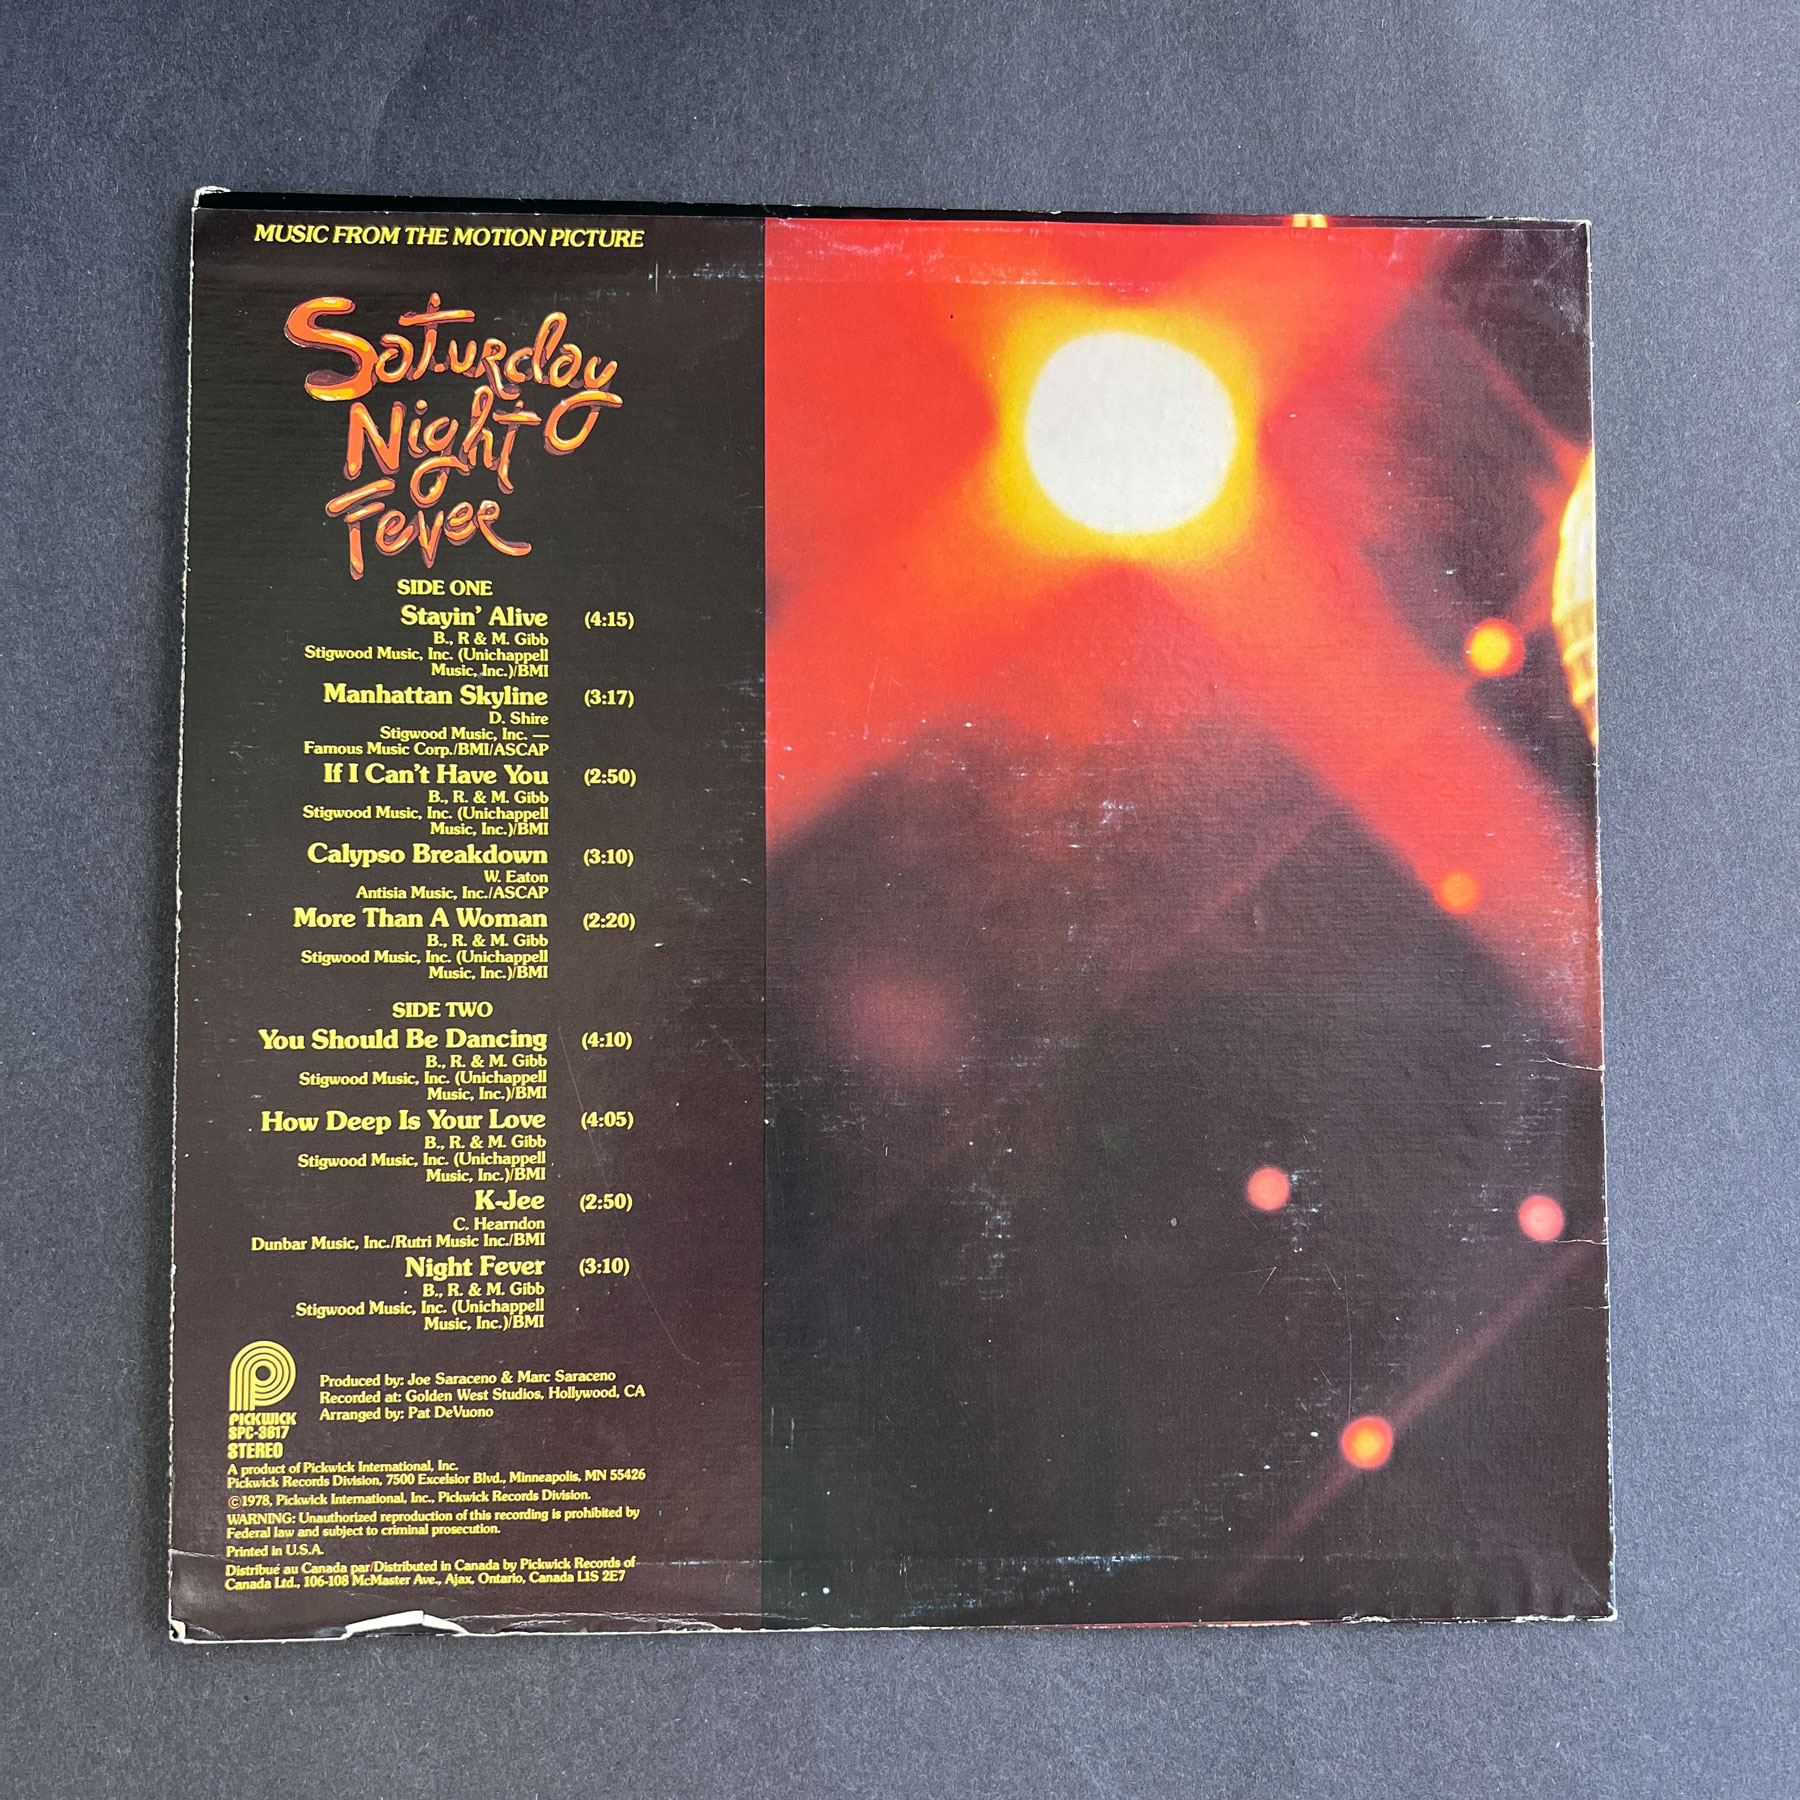 MUSIC FROM THE MOTION PICTURE
Saturday
Night
Fever
SIDE ONE
Stayin' Alive (4:15)
B., R & M. Gibb
Stigwood Music, Inc. (Unichappell
Music, Inc.)/BMI
Manhattan Skyline (3:17)
D. Shire
Stigwood Music, Inc. —
Famous Music Corp./BMI/ASCAP
If I Can't Have You (2:50)
B., R. & M. Gibb
Stigwood Music, Inc. (Unichappell
Music, Inc.)/BMI
Calypso Breakdown (3:10)
W. Eaton
Antisia Music, Inc./ASCAP
More Than A Woman (2:20)
B., R. & M. Gibb
Stigwood Music, Inc. (Unichappell
Music, Inc.)/BMI
SIDE TWO
You Should Be Dancing (4:10)
B., R. & M. Gibb
Stigwood Music, Inc. (Unichappell
Music, Inc.)/BMI
How Deep Is Your Love (4:05)
B., R. & M. Gibb
Stigwood Music, Inc. (Unichappell
Music, Inc.)/BMI
K-Jee (2:50)
C. Hearndon
Dunbar Music, Inc./Rutri Music Inc./BMI
Night Fever (3:10)
B., R. & M. Gibb
Stigwood Music, Inc. (Unichappell
Music, Inc.)/BMI
PICKWICK
SPC-3617
STEREO
Produced by: Joe Saraceno & Marc Saraceno
Recorded at: Golden West Studios, Hollywood, CA
Arranged by: Pat DeVuono
A product of Pickwick International, Inc.
Pickwick Records Division, 7500 Excelsior Blvd., Minneapolis, MN 55426
©1978, Pickwick International, Inc., Pickwick Records Division.
WARNING: Unauthorized reproduction of this recording is prohibited by
Federal law and subject to criminal prosecution.
Printed in U.S.A.
Distribué au Canada par/Distributed in Canada by Pickwick Records of
Canada Ltd., 106-108 McMaster Ave., Ajax, Ontario, Canada L1S 2E7